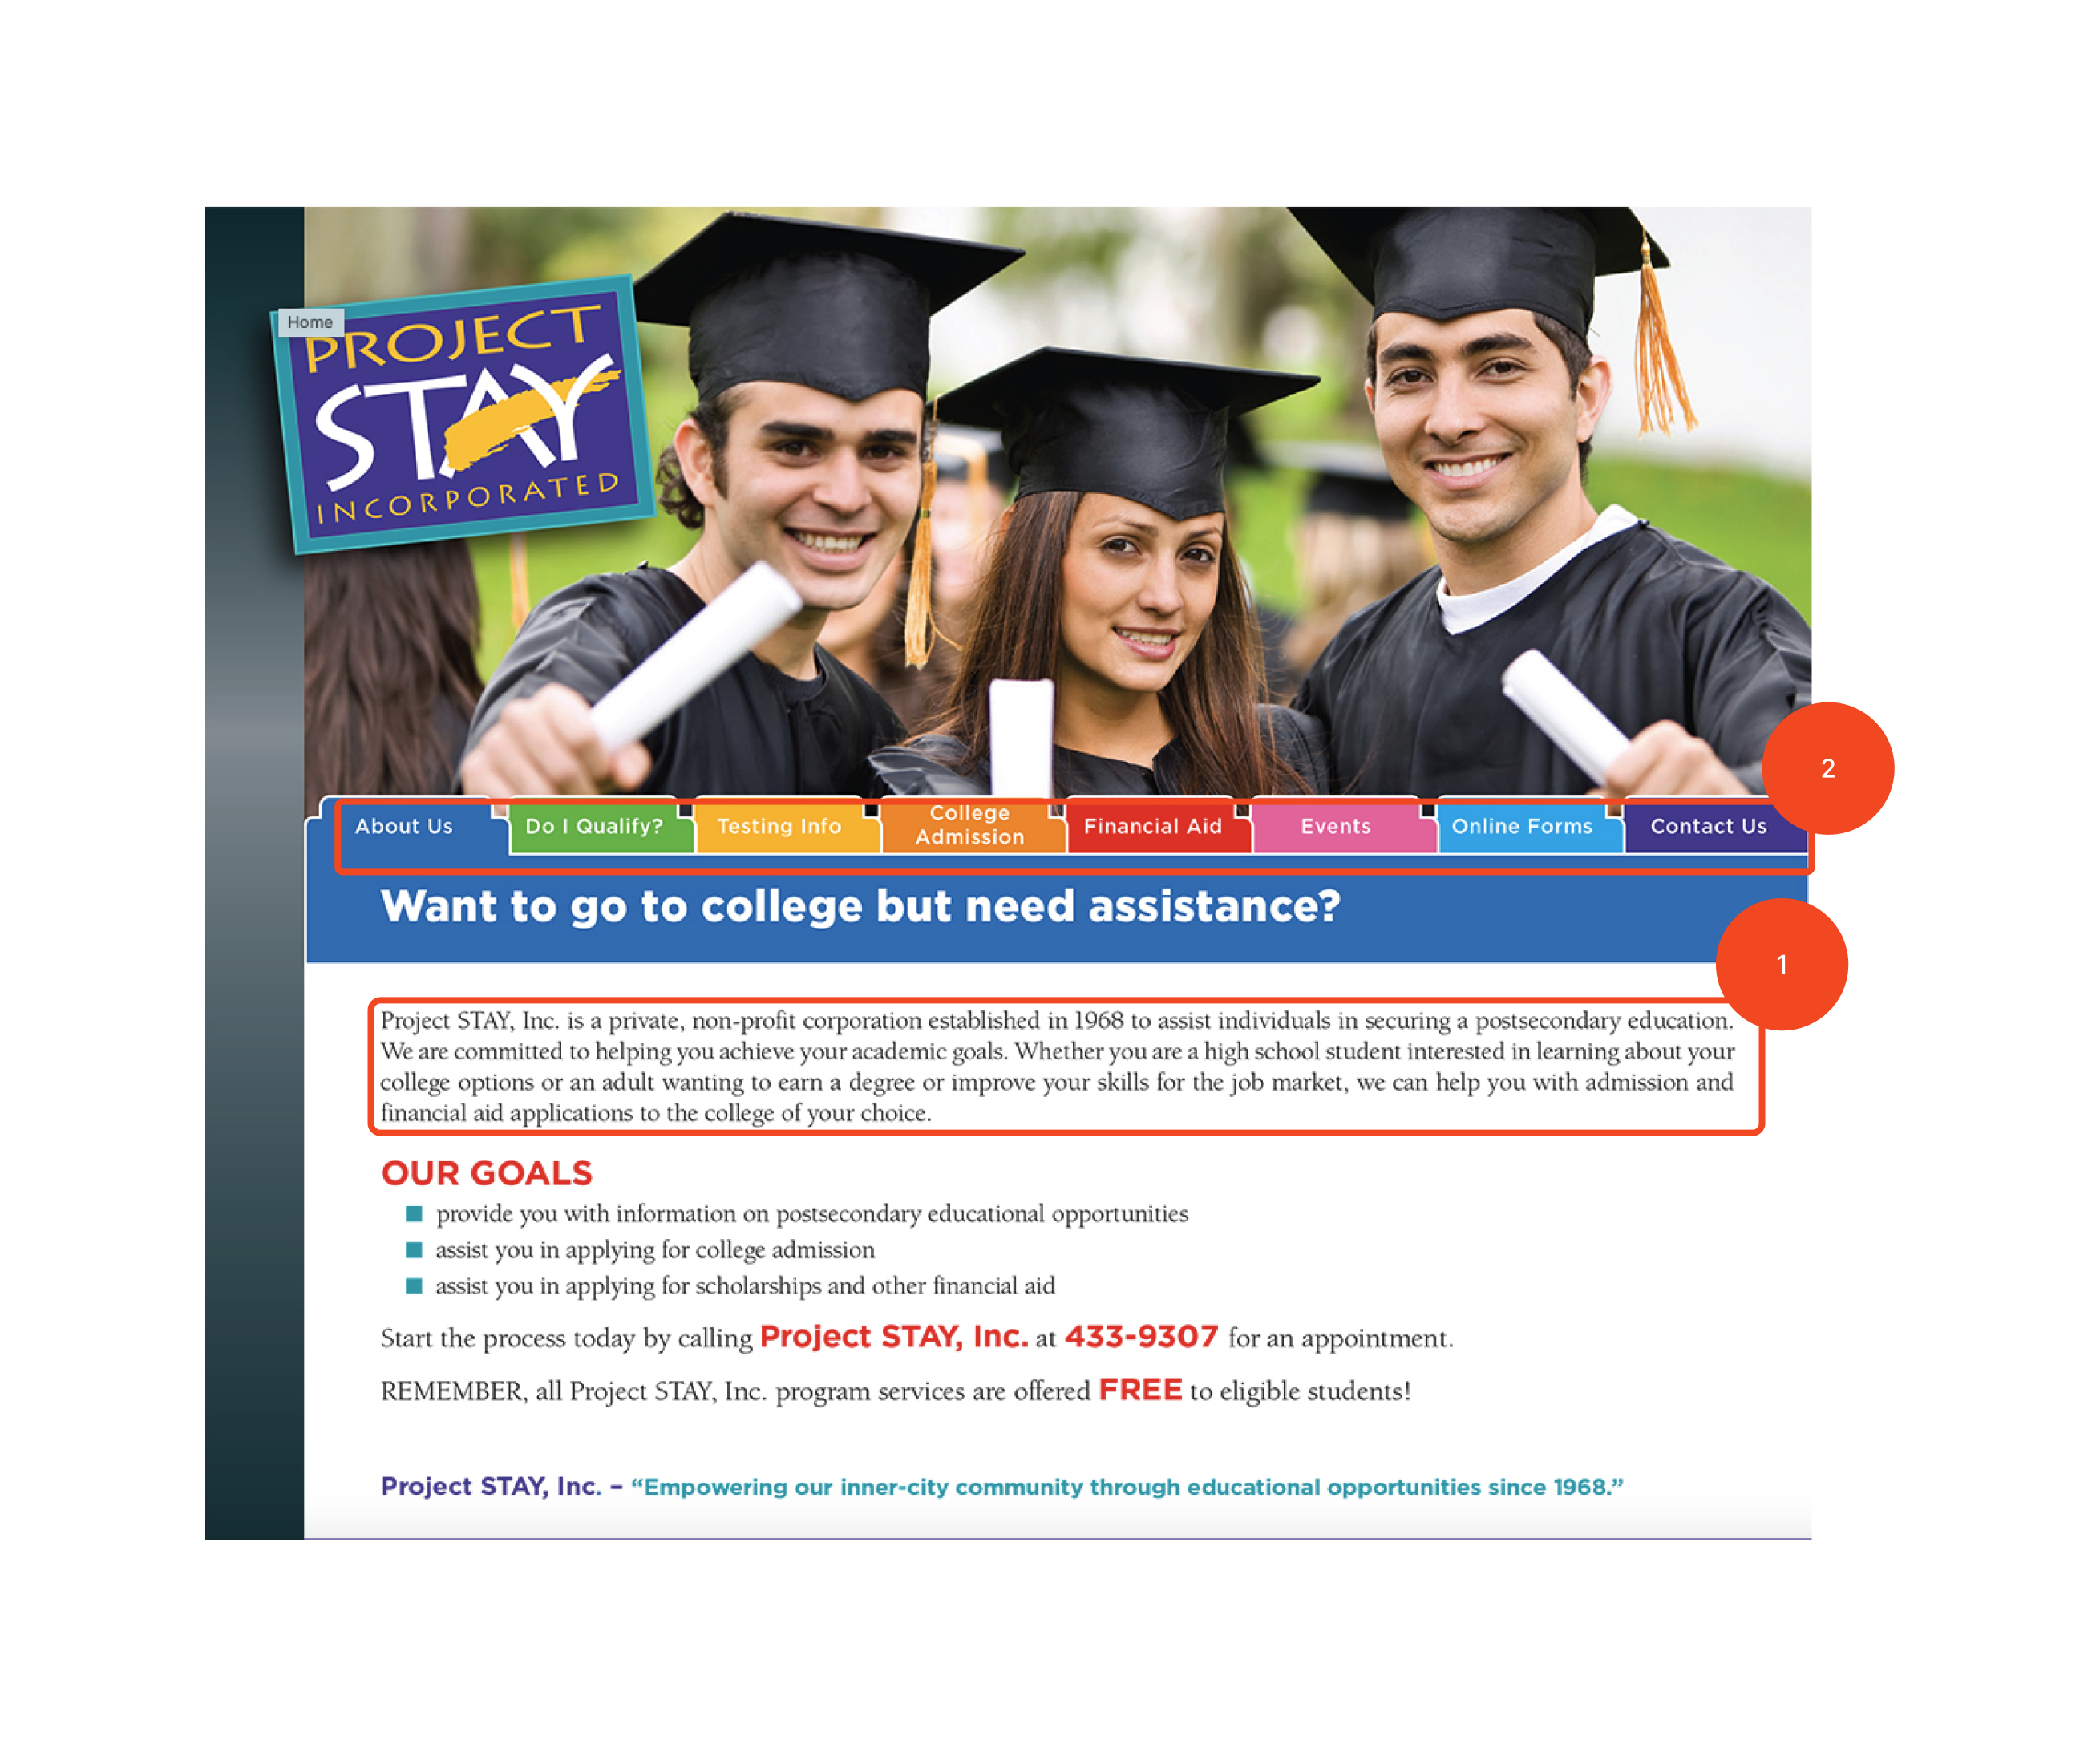 Home
PROJECT
STAY
INCORPORATED
2
About Us
Do I Qualify?
Testing Info
College
Admission
Financial Aid
Events
Online Forms
Contact Us
Want to go to college but need assistance?
1
Project STAY, Inc. is a private, non-profit corporation established in 1968 to assist individuals in securing a postsecondary education.
We are committed to helping you achieve your academic goals. Whether you are a high school student interested in learning about your
college options or an adult wanting to earn a degree or improve your skills for the job market, we can help you with admission and
financial aid applications to the college of your choice.
OUR GOALS
provide you with information on postsecondary educational opportunities
assist you in applying for college admission
assist you in applying for scholarships and other financial aid
Start the process today by calling Project STAY, Inc. at 433-9307 for an appointment.
REMEMBER, all Project STAY, Inc. program services are offered FREE to eligible students!
Project STAY, Inc. – “Empowering our inner-city community through educational opportunities since 1968.”